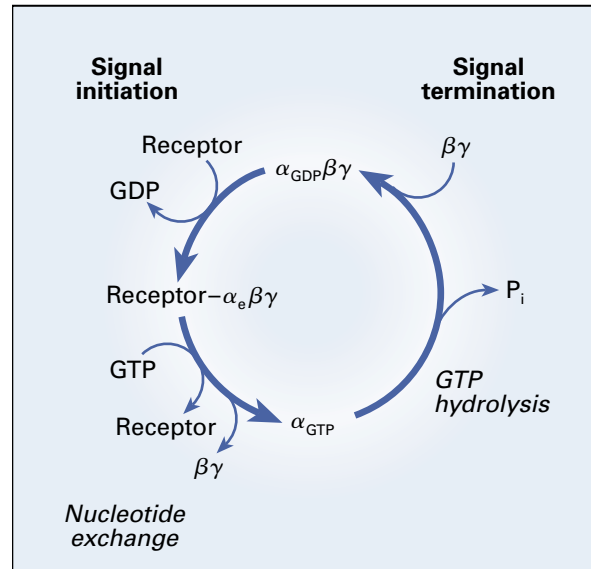 Signal
initiation
Signal
termination
Receptor
βγ
α_GDPβγ
GDP
Receptor–α_eβγ
P_i
GTP
GTP
hydrolysis
Receptor
α_GTP
βγ
Nucleotide
exchange